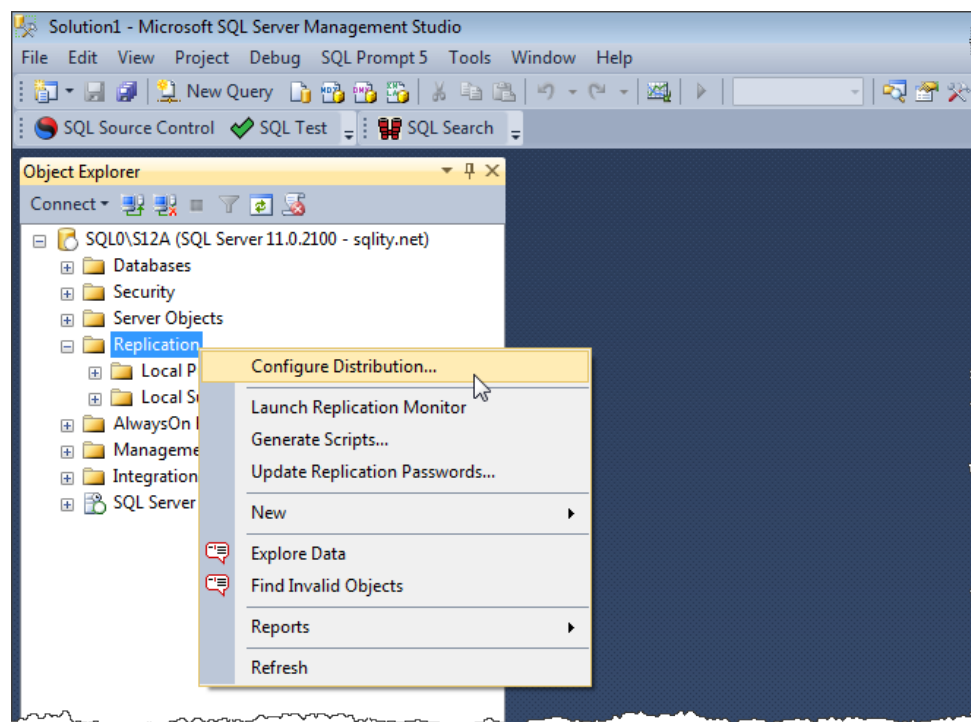 Solution1 - Microsoft SQL Server Management Studio
File Edit View Project Debug SQL Prompt 5 Tools Window Help
New Query
SQL Source Control SQL Test SQL Search
Object Explorer
Connect
SQL0\S12A (SQL Server 11.0.2100 - sqlity.net)
Databases
Security
Server Objects
Replication
Local P
Local S
AlwaysOn
Manageme
Integration
SQL Server
Configure Distribution...
Launch Replication Monitor
Generate Scripts...
Update Replication Passwords...
New
Explore Data
Find Invalid Objects
Reports
Refresh